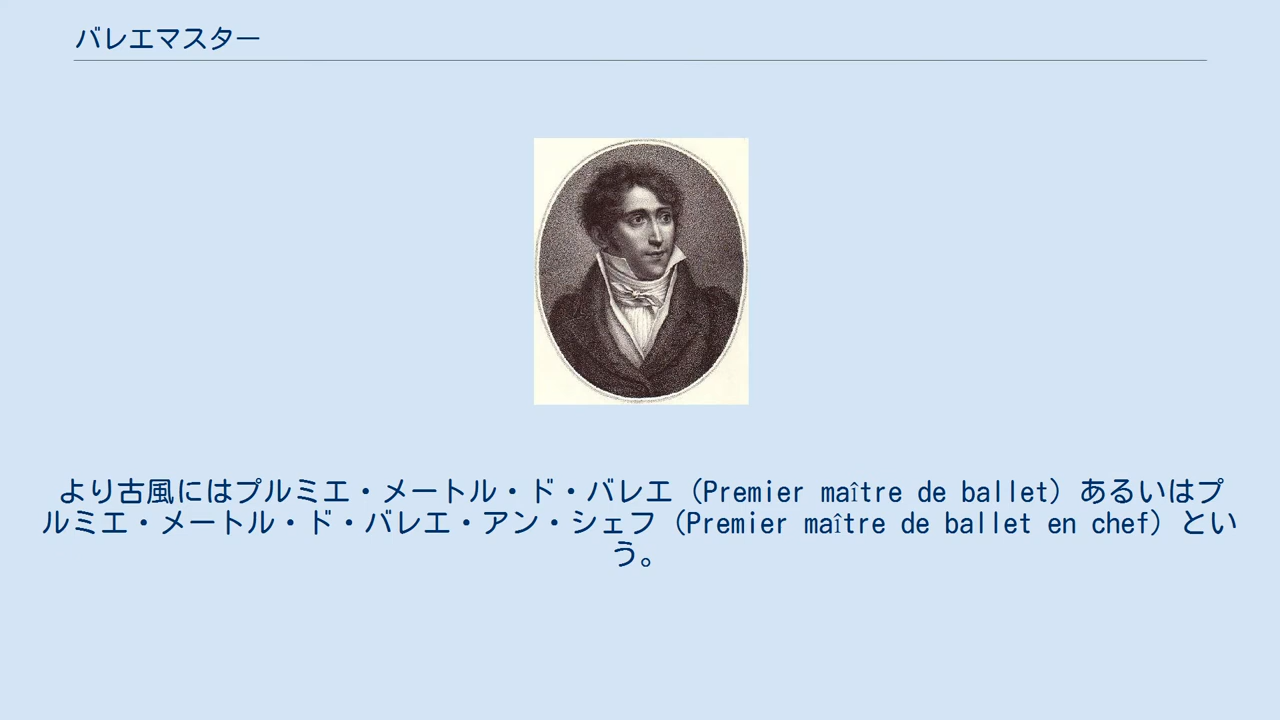 バレエマスター
より古風にはプルミエ・メートル・ド・バレエ（Premier maître de ballet）あるいはプ
ルミエ・メートル・ド・バレエ・アン・シェフ（Premier maître de ballet en chef）とい
う。